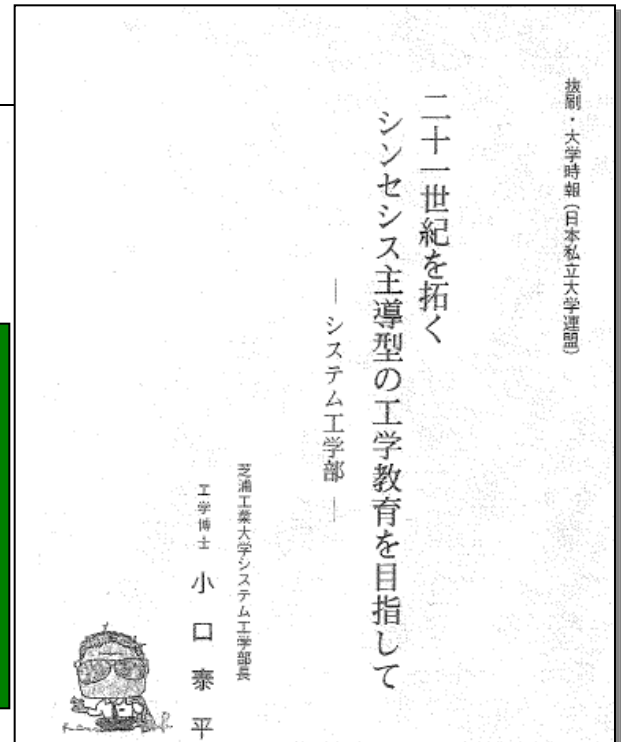 抜刷・大学時報（日本私立大学連盟）
二十一世紀を拓く
シンセシス主導型の工学教育を目指して
― システム工学部 ―
芝浦工業大学システム工学部長
工学博士 小口泰平